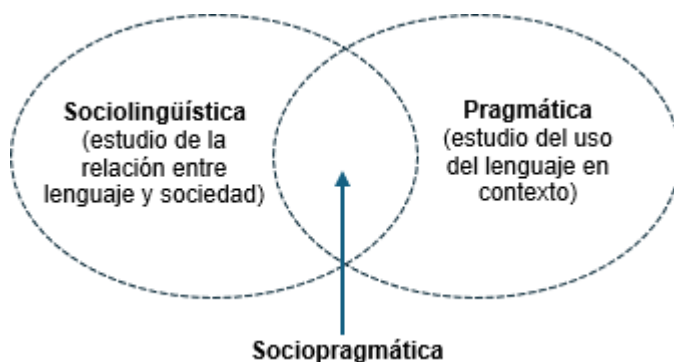 Sociolingüística
(estudio de la
relación entre
lenguaje y sociedad)
Pragmática
(estudio del uso
del lenguaje en
contexto)
Sociopragmática